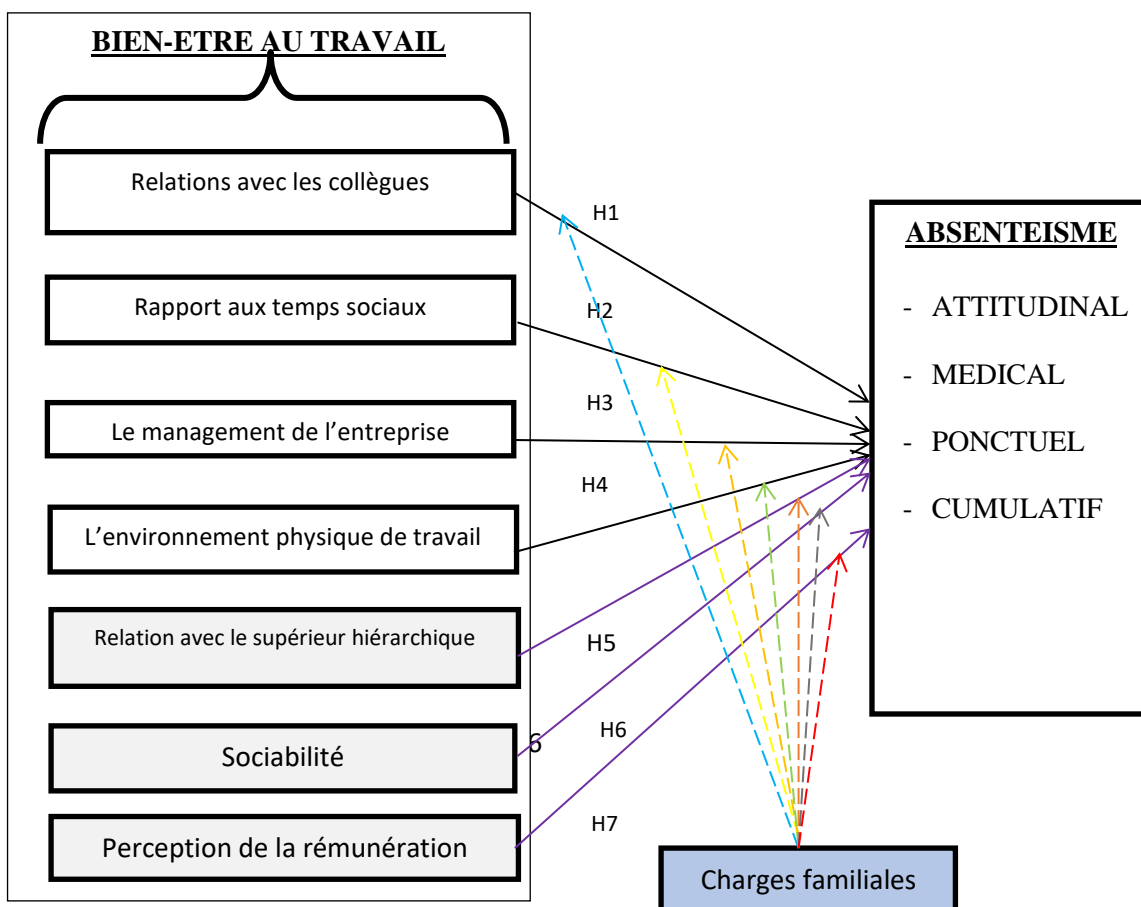 BIEN-ETRE AU TRAVAIL
Relations avec les collègues
Rapport aux temps sociaux
Le management de l’entreprise
L’environnement physique de travail
Relation avec le supérieur hiérarchique
Sociabilité
Perception de la rémunération
H1
H2
H3
H4
H5
6
H6
H7
ABSENTEISME
- ATTITUDINAL
- MEDICAL
- PONCTUEL
- CUMULATIF
Charges familiales